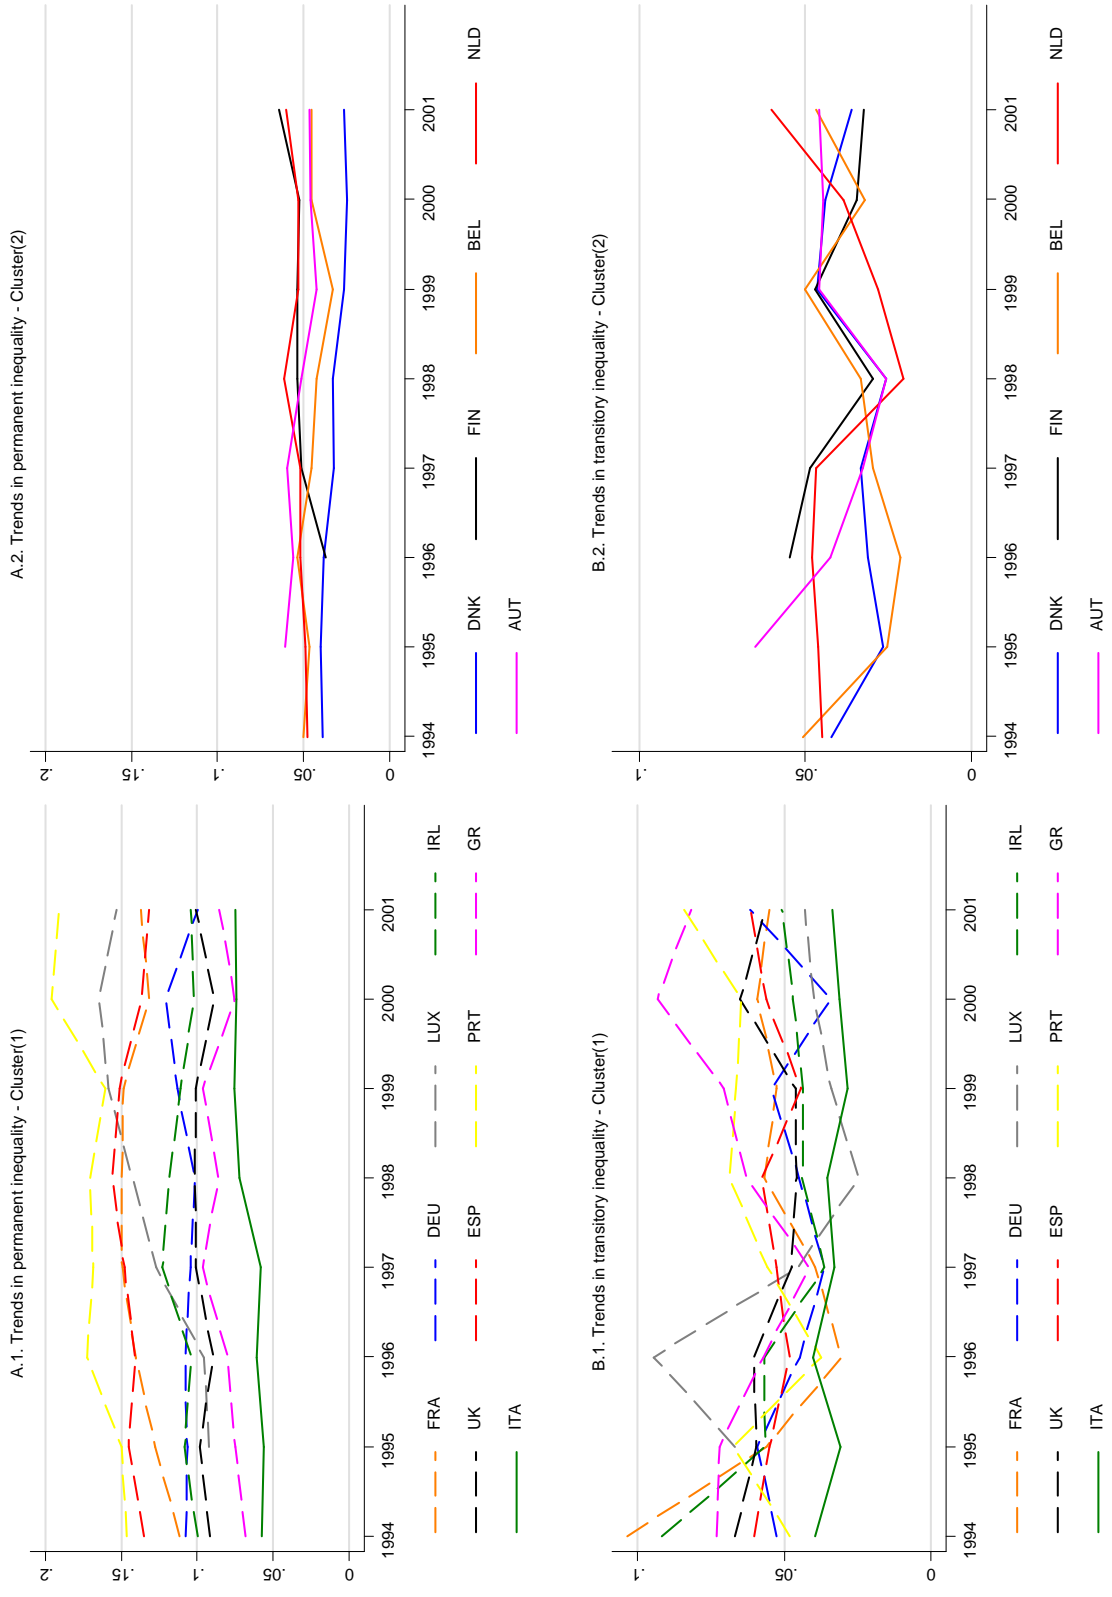 A.1. Trends in permanent inequality - Cluster(1)
.2
.15
.1
.05
0
1994 1995 1996 1997 1998 1999 2000 2001
FRA DEU LUX IRL
UK ESP PRT GR
ITA
A.2. Trends in permanent inequality - Cluster(2)
.2
.15
.1
.05
0
1994 1995 1996 1997 1998 1999 2000 2001
DNK FIN BEL NLD
AUT
B.1. Trends in transitory inequality - Cluster(1)
.1
.05
0
1994 1995 1996 1997 1998 1999 2000 2001
FRA DEU LUX IRL
UK ESP PRT GR
ITA
B.2. Trends in transitory inequality - Cluster(2)
.1
.05
0
1994 1995 1996 1997 1998 1999 2000 2001
DNK FIN BEL NLD
AUT